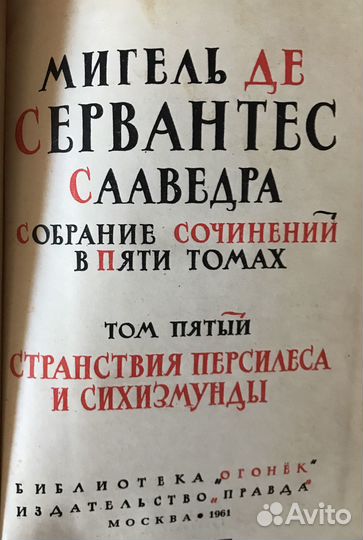 МИГЕЛЬ ДЕ
СЕРВАНТЕС
СААВЕДРА
СОБРАНИЕ СОЧИНЕНИЙ
В ПЯТИ ТОМАХ
ТОМ ПЯТЫЙ
СТРАНСТВИЯ ПЕРСИЛЕСА
И СИХИЗМУНДЫ
БИБЛИОТЕКА „ОГОНЁК"
ИЗДАТЕЛЬСТВО „ПРАВДА"
МОСКВА • 1961
Avito